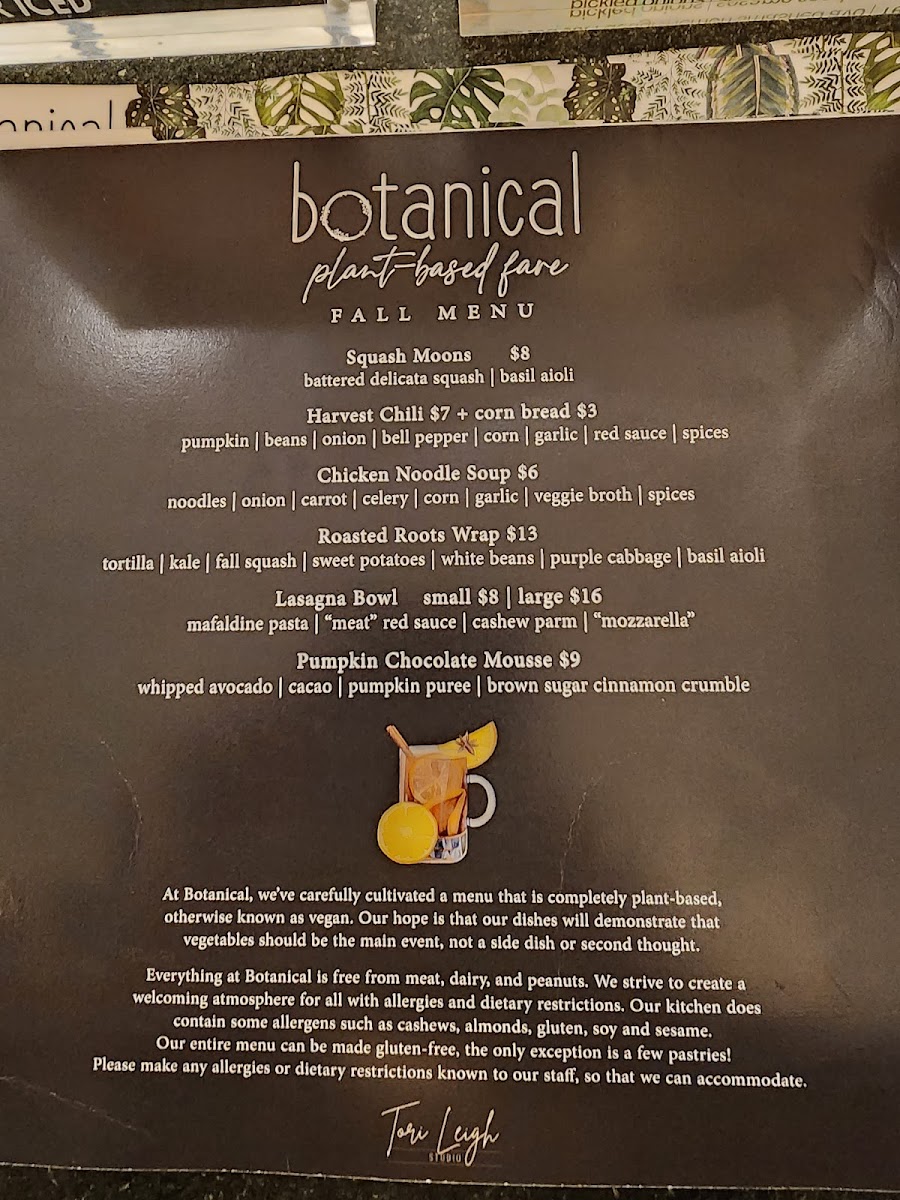 ICED
pickled onions
botanical
plant-based fare
FALL MENU
Squash Moons $8
battered delicata squash | basil aioli
Harvest Chili $7 + corn bread $3
pumpkin | beans | onion | bell pepper | corn | garlic | red sauce | spices
Chicken Noodle Soup $6
noodles | onion | carrot | celery | corn | garlic | veggie broth | spices
Roasted Roots Wrap $13
tortilla | kale | fall squash | sweet potatoes | white beans | purple cabbage | basil aioli
Lasagna Bowl small $8 | large $16
mafaldine pasta | “meat” red sauce | cashew parm | “mozzarella”
Pumpkin Chocolate Mousse $9
whipped avocado | cacao | pumpkin puree | brown sugar cinnamon crumble
At Botanical, we’ve carefully cultivated a menu that is completely plant-based,
otherwise known as vegan. Our hope is that our dishes will demonstrate that
vegetables should be the main event, not a side dish or second thought.
Everything at Botanical is free from meat, dairy, and peanuts. We strive to create a
welcoming atmosphere for all with allergies and dietary restrictions. Our kitchen does
contain some allergens such as cashews, almonds, gluten, soy and sesame.
Our entire menu can be made gluten-free, the only exception is a few pastries!
Please make any allergies or dietary restrictions known to our staff, so that we can accommodate.
Tori Leigh
STUDIO